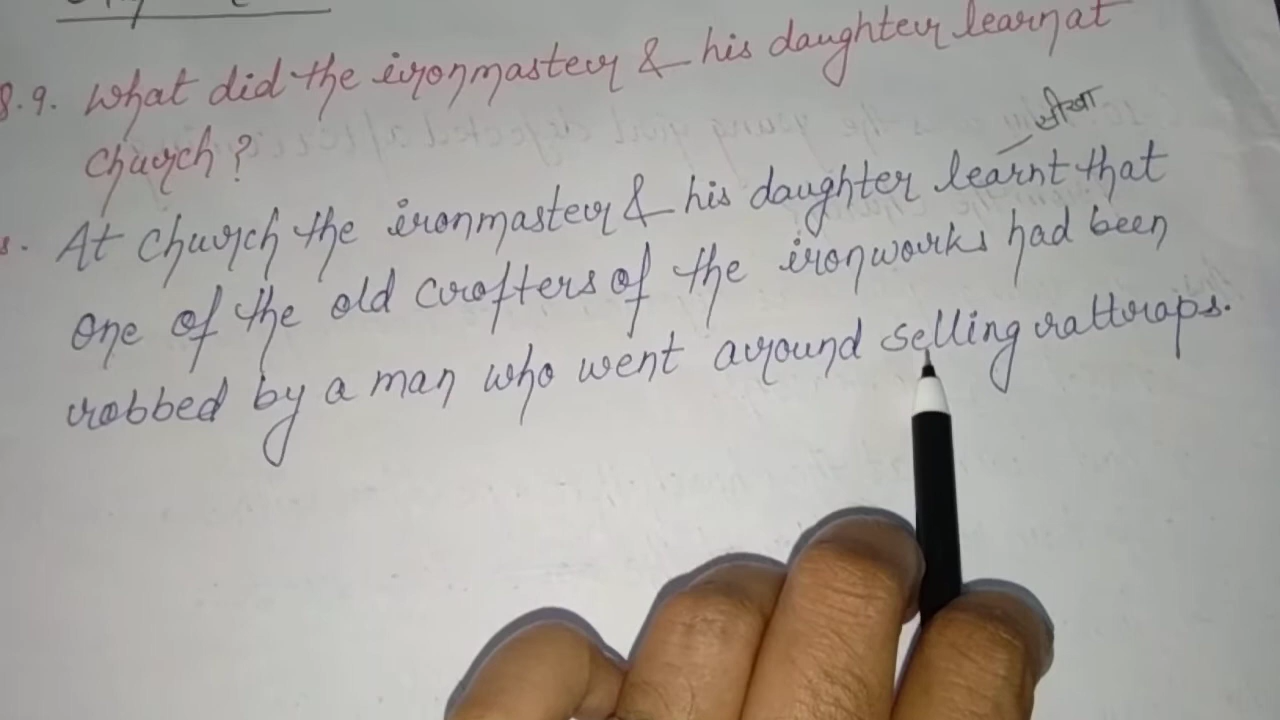 8.9. What did the ironmaster & his daughter learn at
church?
सीखा
s. At church the ironmaster & his daughter learnt that
one of the old crofters of the ironworks had been
robbed by a man who went around selling rattraps.